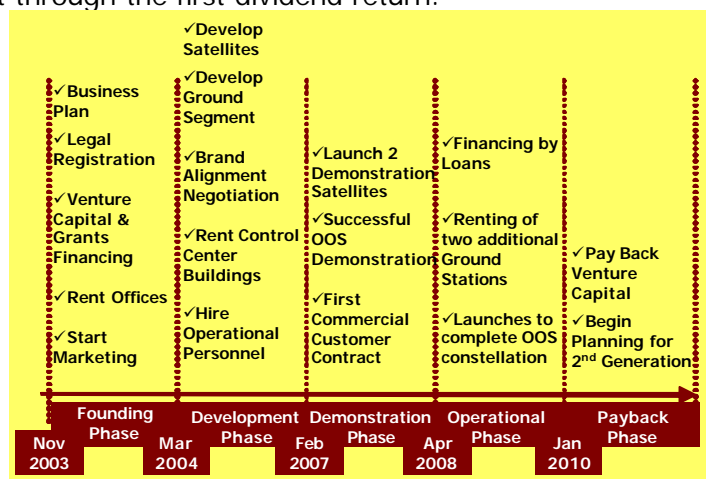 t through the first dividend return.
✓Business
Plan
✓Legal
Registration
✓Venture
Capital &
Grants
Financing
✓Rent Offices
✓Start
Marketing
✓Develop
Satellites
✓Develop
Ground
Segment
✓Brand
Alignment
Negotiation
✓Rent Control
Center
Buildings
✓Hire
Operational
Personnel
✓Launch 2
Demonstration
Satellites
✓Successful
OOS
Demonstration
✓First
Commercial
Customer
Contract
✓Financing by
Loans
✓Renting of
two additional
Ground
Stations
✓Launches to
complete OOS
constellation
✓Pay Back
Venture
Capital
✓Begin
Planning for
2nd Generation
Founding
Phase
Development
Phase
Demonstration
Phase
Operational
Phase
Payback
Phase
Nov
2003
Mar
2004
Feb
2007
Apr
2008
Jan
2010